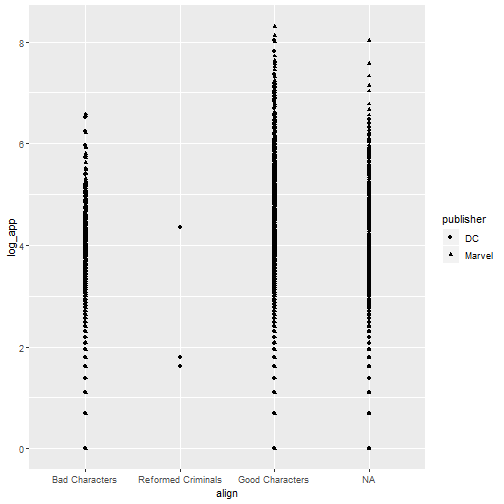 8
6
4
2
0
log_app
Bad Characters
Reformed Criminals
Good Characters
NA
align
publisher
DC
Marvel